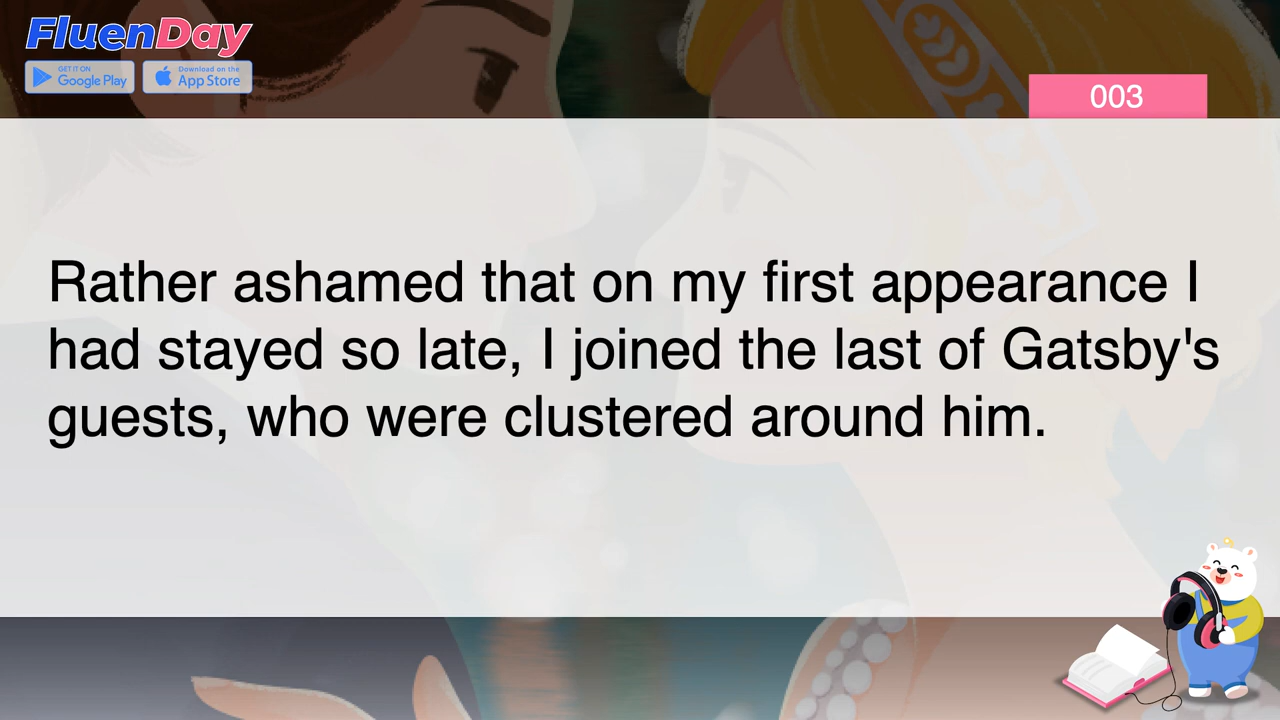 FluenDay
GET IT ON
Google Play
Download on the
App Store
003
Rather ashamed that on my first appearance I
had stayed so late, I joined the last of Gatsby's
guests, who were clustered around him.